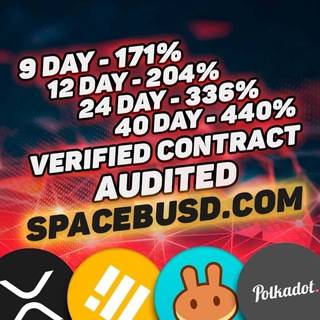 9 DAY - 171%
12 DAY - 204%
24 DAY - 336%
40 DAY - 440%
VERIFIED CONTRACT
AUDITED
SPACEBUSD.COM
Polkadot.